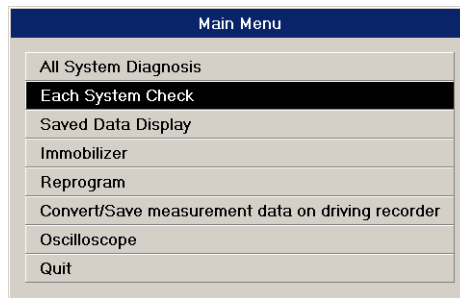 Main Menu
All System Diagnosis
Each System Check
Saved Data Display
Immobilizer
Reprogram
Convert/Save measurement data on driving recorder
Oscilloscope
Quit